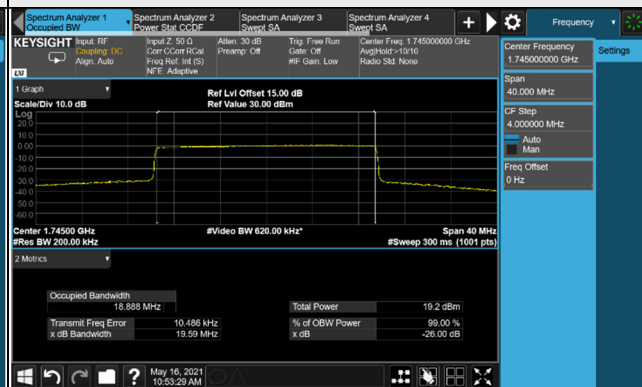 Spectrum Analyzer 1
Occupied BW
Spectrum Analyzer 2
Power Stat CCDF
Spectrum Analyzer 3
Swept SA
Spectrum Analyzer 4
Swept SA
Frequency
KEYSIGHT
Input: RF
Coupling: DC
Align: Auto
Input Z: 50 Ω
Corr CCorr RCal
Freq Ref: Int (S)
NFE: Adaptive
Atten: 30 dB
Preamp: Off
Trig: Free Run
Gate: Off
#IF Gain: Low
Center Freq: 1.745000000 GHz
Avg|Hold:>10/10
Radio Std: None
LXI
Center Frequency
1.745000000 GHz
Settings
Span
40.000 MHz
CF Step
4.000000 MHz
Auto
Man
Freq Offset
0 Hz
1 Graph
Scale/Div 10.0 dB
Ref Lvl Offset 15.00 dB
Ref Value 30.00 dBm
Log
20.0
10.0
0.00
-10.0
-20.0
-30.0
-40.0
-50.0
-60.0
Center 1.74500 GHz
#Res BW 200.00 kHz
#Video BW 620.00 kHz*
Span 40 MHz
#Sweep 300 ms (1001 pts)
2 Metrics
Occupied Bandwidth
18.888 MHz
Total Power 19.2 dBm
Transmit Freq Error 10.486 kHz
% of OBW Power 99.00 %
x dB Bandwidth 19.59 MHz
x dB -26.00 dB
May 16, 2021
10:53:29 AM